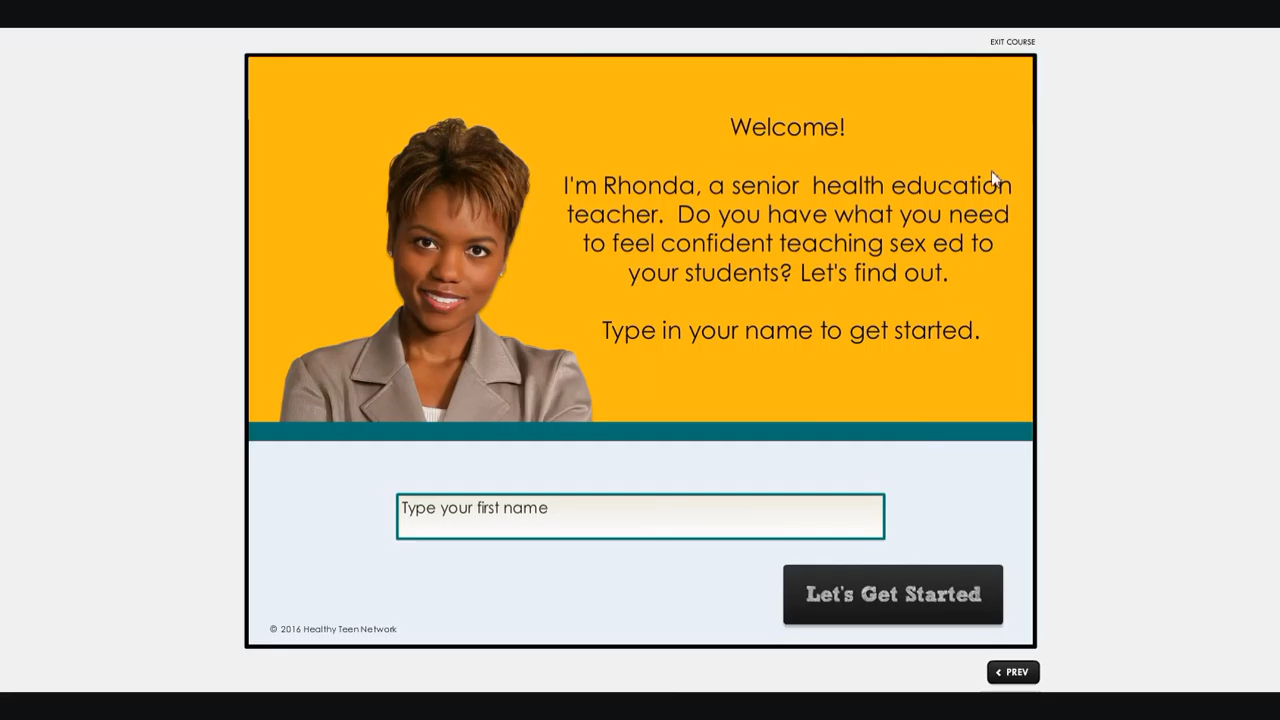 EXIT COURSE
Welcome!
I'm Rhonda, a senior health education
teacher. Do you have what you need
to feel confident teaching sex ed to
your students? Let's find out.
Type in your name to get started.
Type your first name
Let's Get Started
© 2016 Healthy Teen Network
PREV